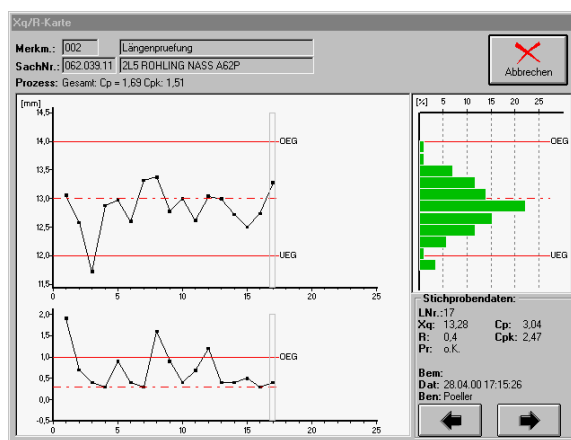 Xq/R-Karte
Merkm.: 002 Längenpruefung
SachNr.: 062.039.11 2L5 ROHLING NASS A62P
Prozess: Gesamt: Cp = 1,69 Cpk: 1,51
Abbrechen
[mm]
14,5
14,0
OEG
13,5
13,0
12,5
12,0
UEG
11,5
0 5 10 15 20 25
2,0
1,5
1,0
OEG
0,5
0,0
-0,5
0 5 10 15 20 25
[%] 5 10 15 20 25
OEG
UEG
Stichprobendaten:
LNr.:17
Xq: 13,28 Cp: 3,04
R: 0,4 Cpk: 2,47
Pr: o.K.
Bem:
Dat: 28.04.00 17:15:26
Ben: Poeller